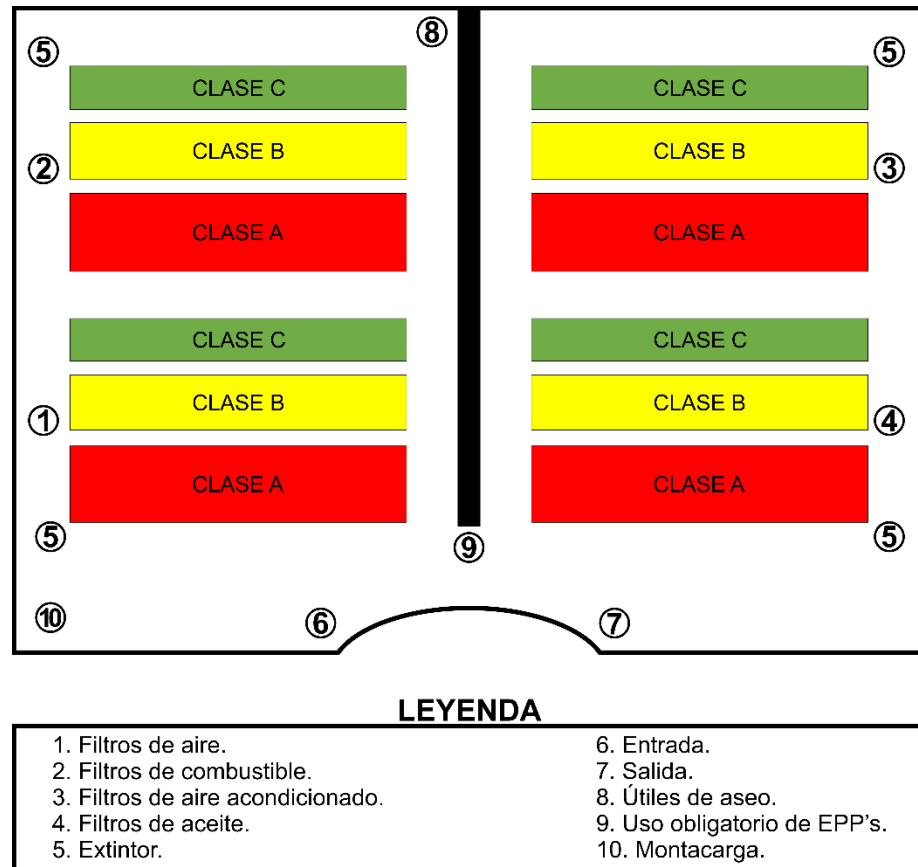 ⑧
⑤ ⑤
CLASE C CLASE C
CLASE B CLASE B
② ③
CLASE A CLASE A
CLASE C CLASE C
CLASE B CLASE B
① ④
CLASE A CLASE A
⑤ ⑤
⑨
⑩ ⑥ ⑦
LEYENDA
1. Filtros de aire.
2. Filtros de combustible.
3. Filtros de aire acondicionado.
4. Filtros de aceite.
5. Extintor.
6. Entrada.
7. Salida.
8. Útiles de aseo.
9. Uso obligatorio de EPP's.
10. Montacarga.